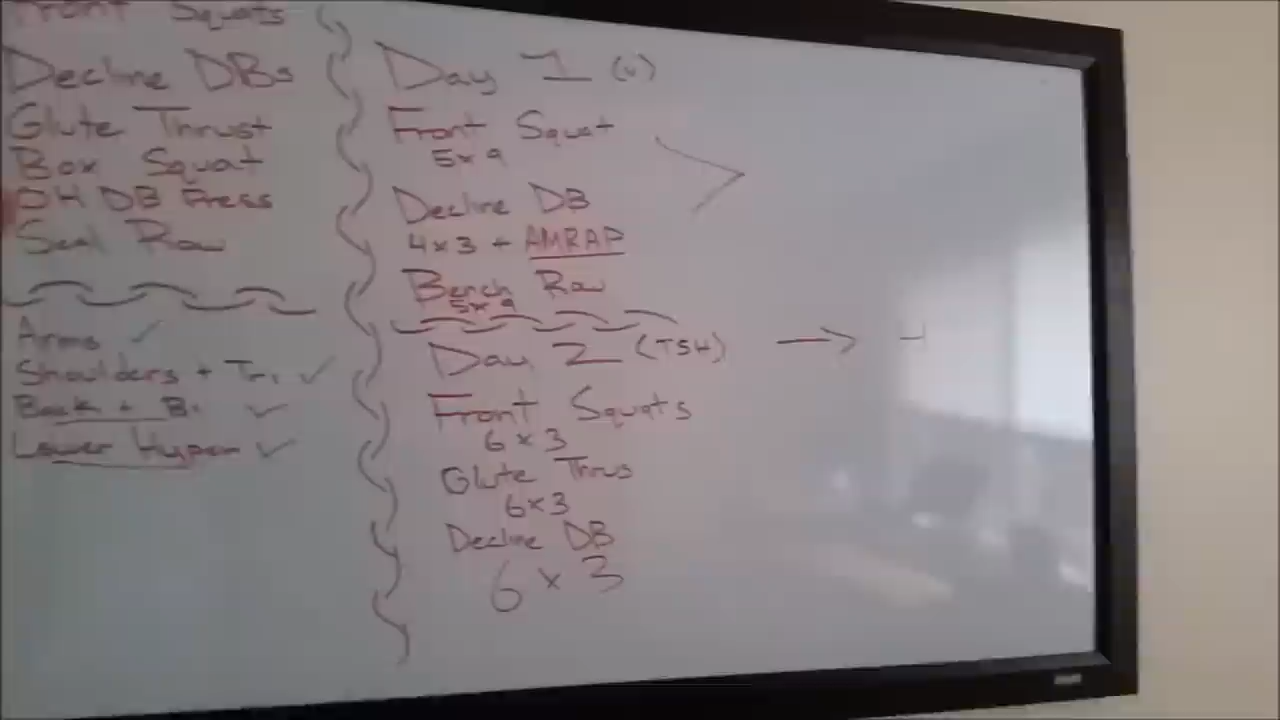 Front Squats
Decline DBs
Glute Thrust
Box Squat
OH DB Press
Seal Row
Arms ✓
Shoulders + Tri ✓
Back + Bi ✓
Lower Hyper ✓
Day 1
Front Squat
5x9
Decline DB
4x3 + AMRAP
Bench Row
5x9
Day 2 (TSH) → H
Front Squats
6x3
Glute Thrus
6x3
Decline DB
6x3